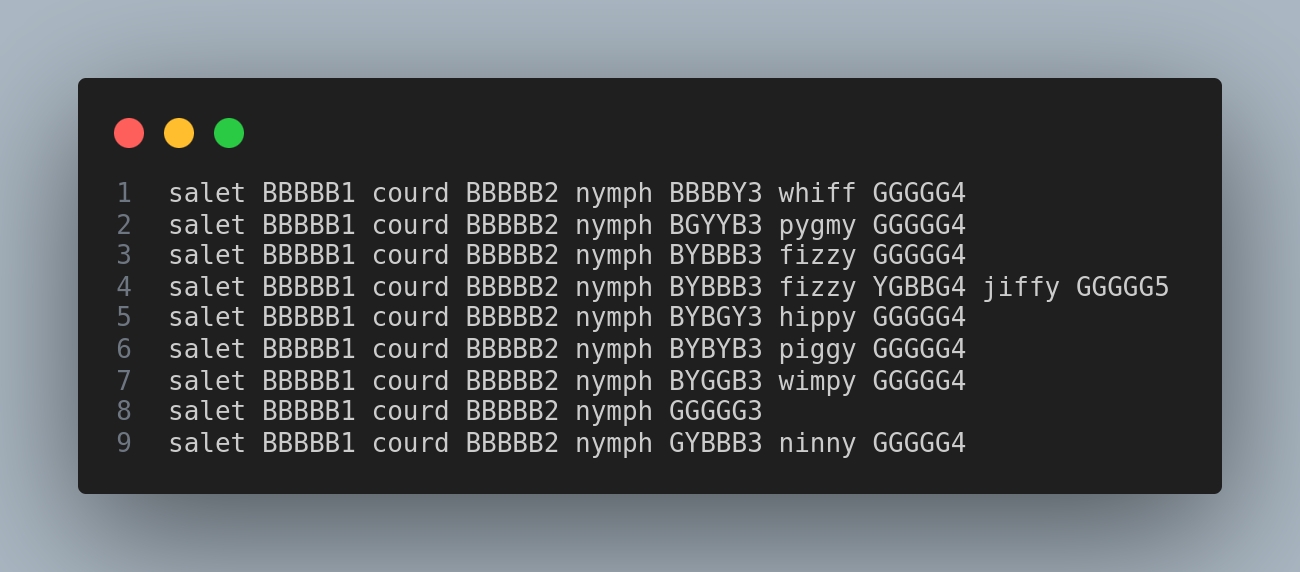 1 salet BBBBB1 courd BBBBB2 nymph BBBBY3 whiff GGGGG4
2 salet BBBBB1 courd BBBBB2 nymph BGYYB3 pygmy GGGGG4
3 salet BBBBB1 courd BBBBB2 nymph BYBBB3 fizzy GGGGG4
4 salet BBBBB1 courd BBBBB2 nymph BYBBB3 fizzy YGBBG4 jiffy GGGGG5
5 salet BBBBB1 courd BBBBB2 nymph BYBGY3 hippy GGGGG4
6 salet BBBBB1 courd BBBBB2 nymph BYBYB3 piggy GGGGG4
7 salet BBBBB1 courd BBBBB2 nymph BYGGB3 wimpy GGGGG4
8 salet BBBBB1 courd BBBBB2 nymph GGGGG3
9 salet BBBBB1 courd BBBBB2 nymph GYBBB3 ninny GGGGG4